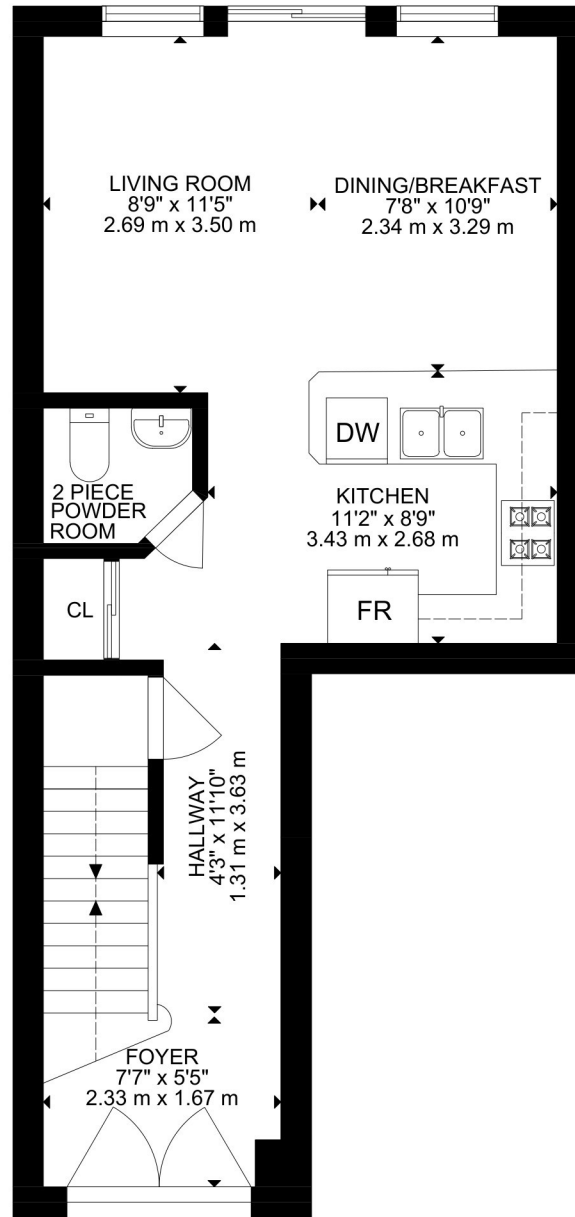 LIVING ROOM
8'9" x 11'5"
2.69 m x 3.50 m
DINING/BREAKFAST
7'8" x 10'9"
2.34 m x 3.29 m
DW
2 PIECE
POWDER
ROOM
KITCHEN
11'2" x 8'9"
3.43 m x 2.68 m
CL
FR
HALLWAY
4'3" x 11'10"
1.31 m x 3.63 m
FOYER
7'7" x 5'5"
2.33 m x 1.67 m